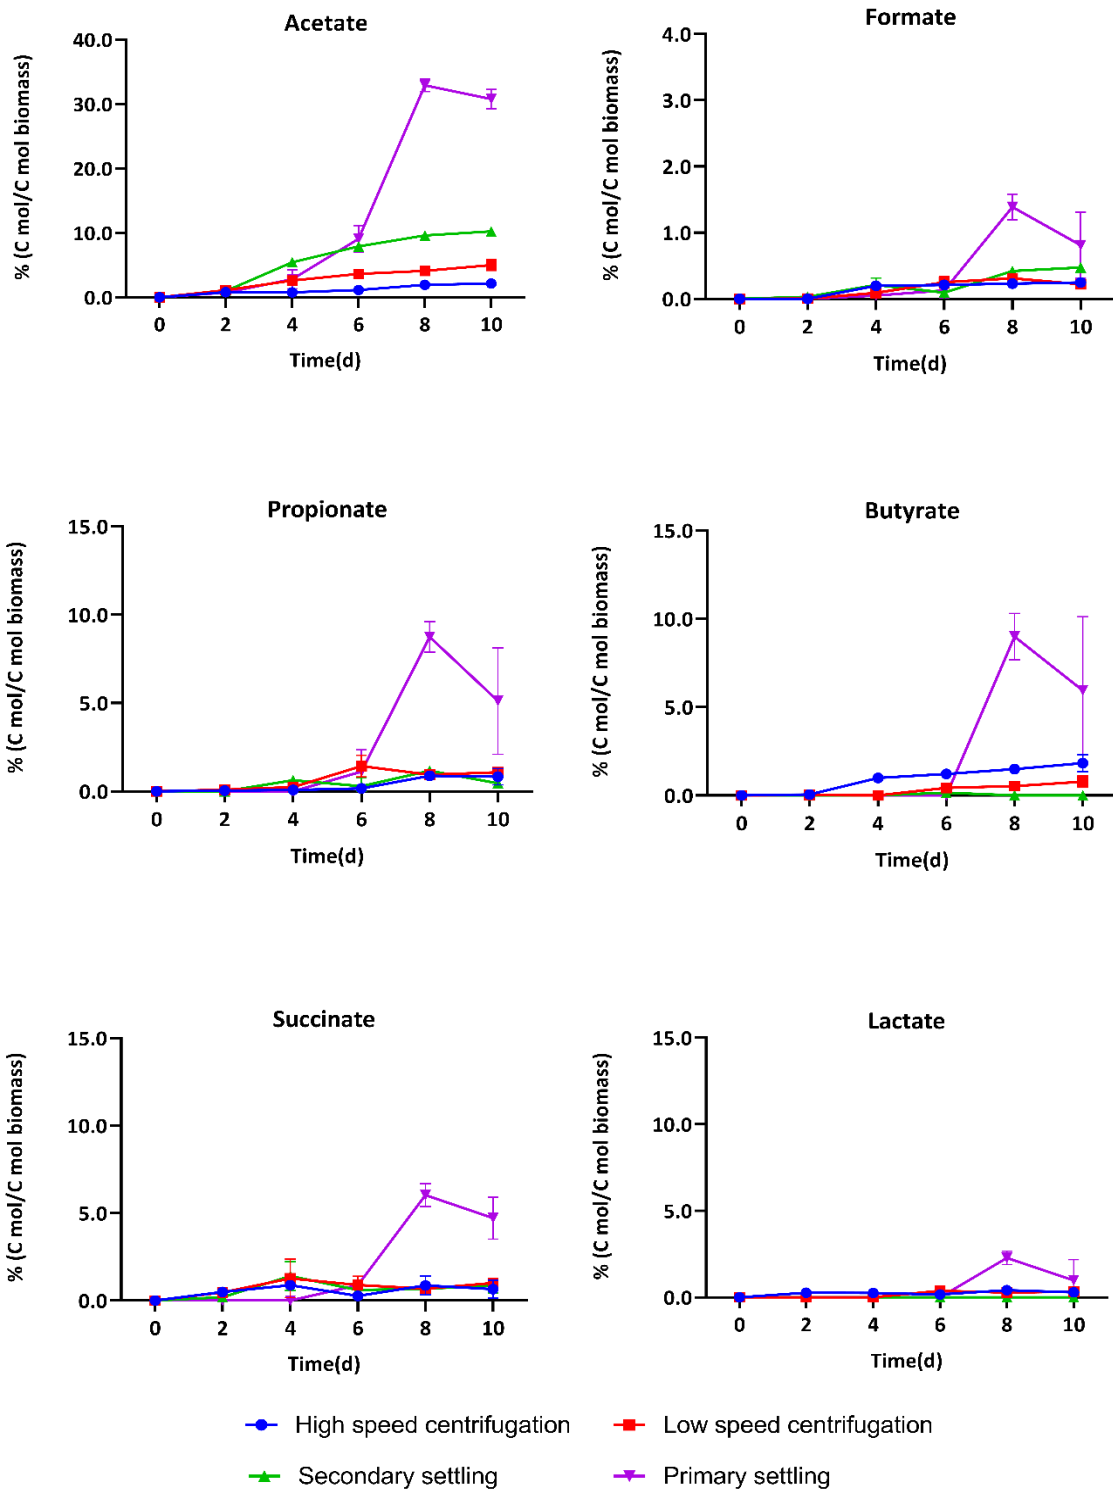 Acetate
% (C mol/C mol biomass)
40.0
30.0
20.0
10.0
0.0
0 2 4 6 8 10
Time(d)
Formate
% (C mol/C mol biomass)
4.0
3.0
2.0
1.0
0.0
0 2 4 6 8 10
Time(d)
Propionate
% (C mol/C mol biomass)
15.0
10.0
5.0
0.0
0 2 4 6 8 10
Time(d)
Butyrate
% (C mol/C mol biomass)
15.0
10.0
5.0
0.0
0 2 4 6 8 10
Time(d)
Succinate
% (C mol/C mol biomass)
15.0
10.0
5.0
0.0
0 2 4 6 8 10
Time(d)
Lactate
% (C mol/C mol biomass)
15.0
10.0
5.0
0.0
0 2 4 6 8 10
Time(d)
High speed centrifugation
Low speed centrifugation
Secondary settling
Primary settling